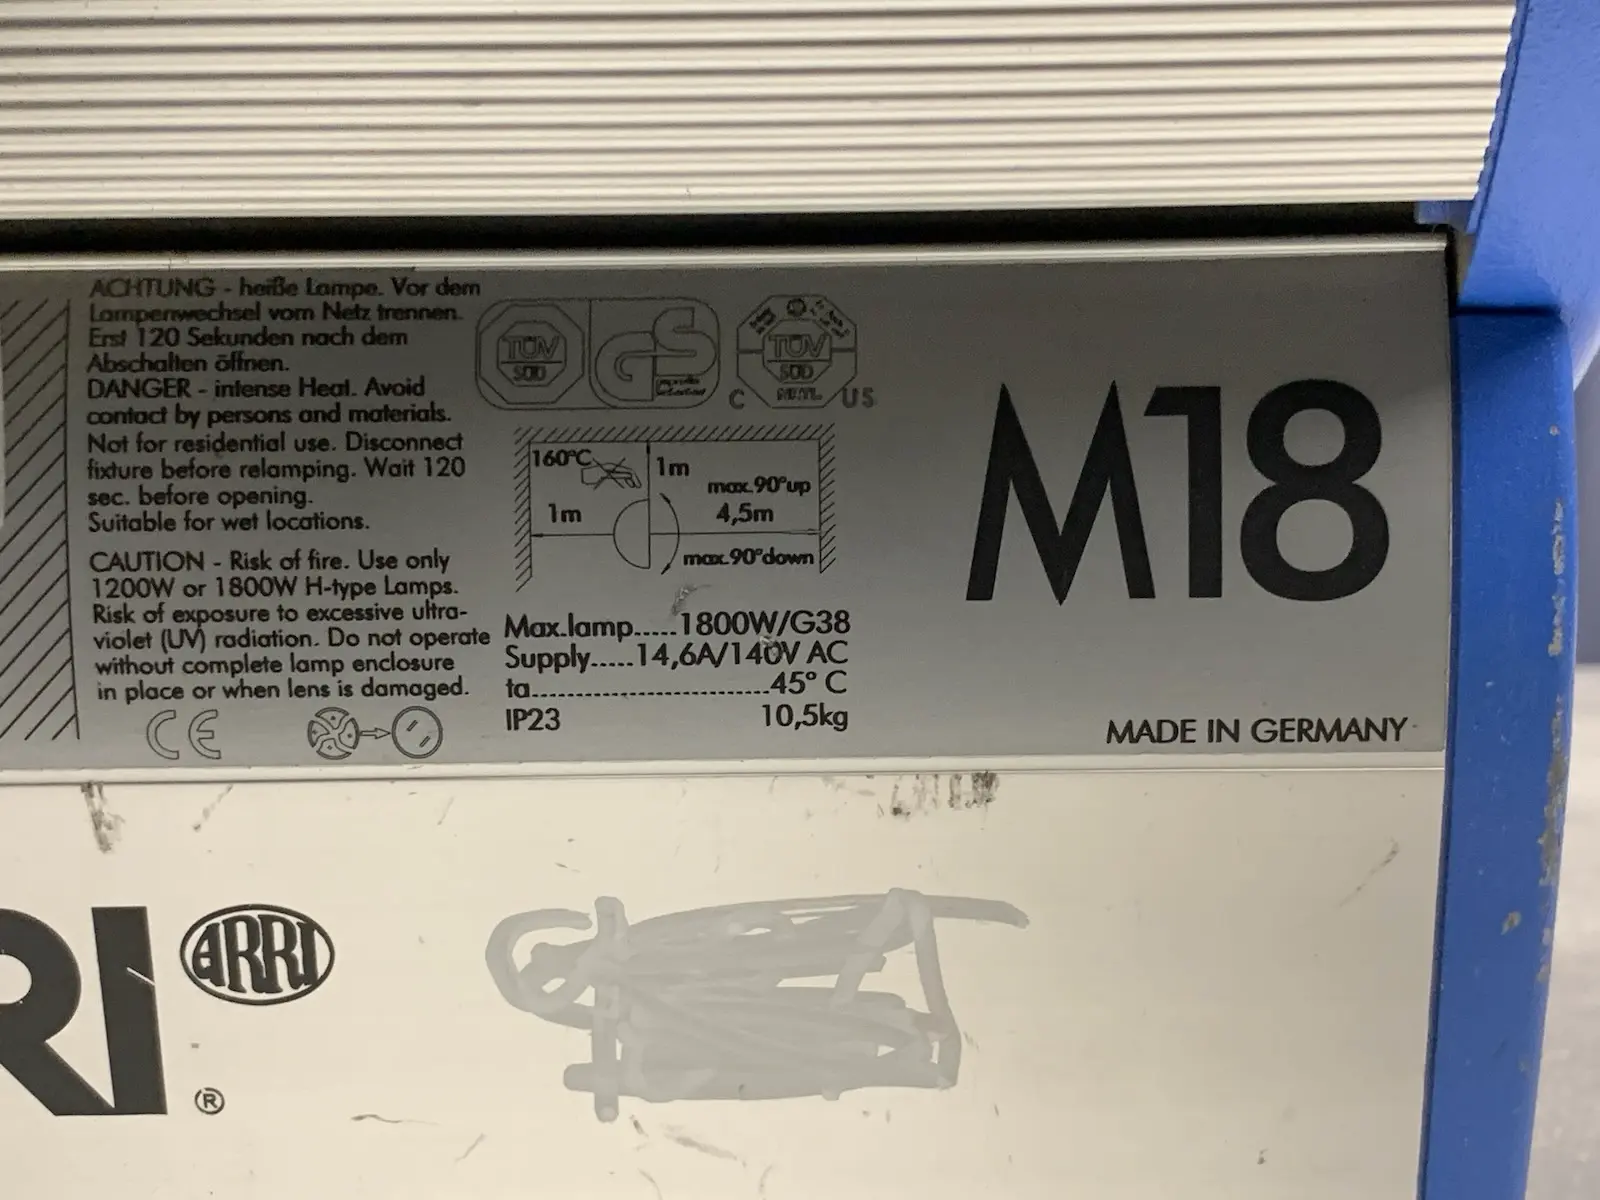 ACHTUNG - heiße Lampe. Vor dem
Lampenwechsel vom Netz trennen.
Erst 120 Sekunden nach dem
Abschalten öffnen.
DANGER - intense Heat. Avoid
contact by persons and materials.
Not for residential use. Disconnect
fixture before relamping. Wait 120
sec. before opening.
Suitable for wet locations.
CAUTION - Risk of fire. Use only
1200W or 1800W H-type Lamps.
Risk of exposure to excessive ultra-
violet (UV) radiation. Do not operate
without complete lamp enclosure
in place or when lens is damaged.
CE
TÜV
SÜD
GS
TÜV
SÜD
C US
160°C
1m
max.90°up
1m
4,5m
max.90°down
Max.lamp.....1800W/G38
Supply.....14,6A/140V AC
ta..........................45° C
IP23 10,5kg
M18
MADE IN GERMANY
RI
ARRI
®